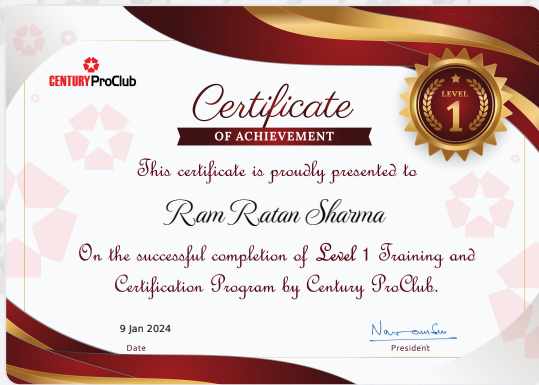 CENTURY ProClub
Certificate
OF ACHIEVEMENT
LEVEL
1
This certificate is proudly presented to
Ram Ratan Sharma
On the successful completion of Level 1 Training and
Certification Program by Century ProClub.
9 Jan 2024
Date
President